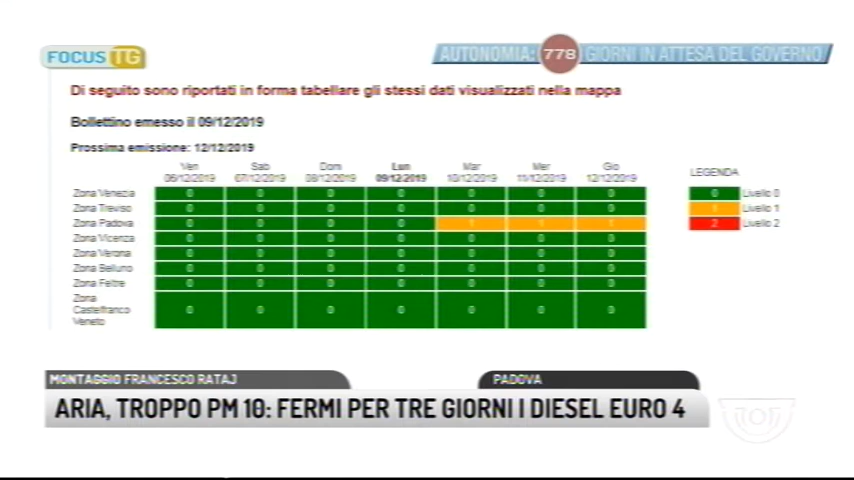 FOCUS TG
AUTONOMIA: 778 GIORNI IN ATTESA DEL GOVERNO
Di seguito sono riportati in forma tabellare gli stessi dati visualizzati nella mappa
Bollettino emesso il 09/12/2019
Prossima emissione: 12/12/2019
Ven Sab Dom Lun Mar Mer Gio
06/12/2019 07/12/2019 08/12/2019 09/12/2019 10/12/2019 11/12/2019 12/12/2019
LEGENDA
Zona Venezia 0 0 0 0 0 0 0
0 Livello 0
Zona Treviso 0 0 0 0 0 0 0
1 Livello 1
Zona Padova 0 0 0 0 1 1 1
2 Livello 2
Zona Vicenza 0 0 0 0 0 0 0
Zona Verona 0 0 0 0 0 0 0
Zona Belluno 0 0 0 0 0 0 0
Zona Feltre 0 0 0 0 0 0 0
Zona
Castelfranco 0 0 0 0 0 0 0
Veneto
MONTAGGIO FRANCESCO RATAJ
PADOVA
ARIA, TROPPO PM 10: FERMI PER TRE GIORNI I DIESEL EURO 4